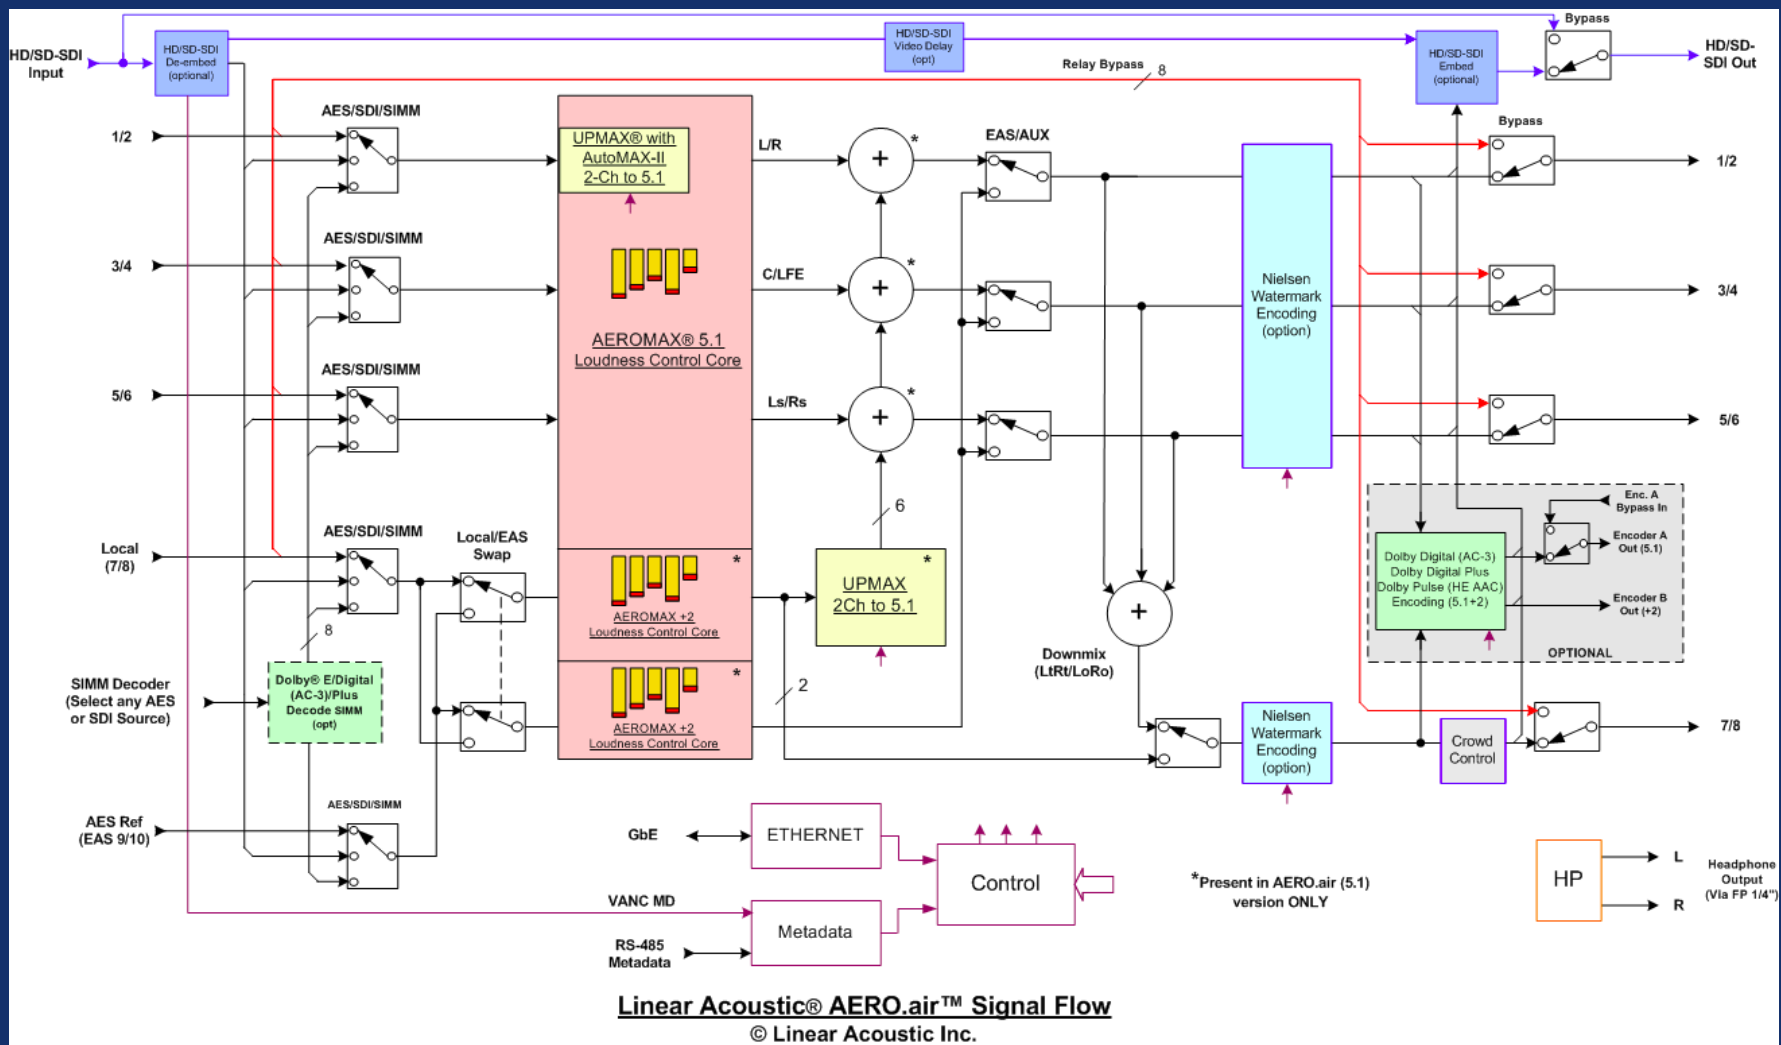 Bypass
HD/SD-SDI
Input
HD/SD-SDI
De-embed
(optional)
HD/SD-SDI
Video Delay
(opt)
HD/SD-SDI
Embed
(optional)
HD/SD-
SDI Out
Relay Bypass
8
AES/SDI/SIMM
1/2
UPMAX® with
AutoMAX-II
2-Ch to 5.1
L/R
+
*
EAS/AUX
Bypass
1/2
AES/SDI/SIMM
3/4
C/LFE
+
*
Nielsen
Watermark
Encoding
(option)
3/4
AEROMAX® 5.1
Loudness Control Core
AES/SDI/SIMM
5/6
Ls/Rs
+
*
5/6
6
Enc. A
Bypass In
AES/SDI/SIMM
Local
(7/8)
Local/EAS
Swap
*
AEROMAX +2
Loudness Control Core
*
UPMAX
2Ch to 5.1
Dolby Digital (AC-3)
Dolby Digital Plus
Dolby Pulse (HE AAC)
Encoding (5.1+2)
Encoder A
Out (5.1)
Encoder B
Out (+2)
OPTIONAL
8
+
Downmix
(LtRt/LoRo)
SIMM Decoder
(Select any AES
or SDI Source)
Dolby® E/Digital
(AC-3)/Plus
Decode SIMM
(opt)
*
AEROMAX +2
Loudness Control Core
2
Nielsen
Watermark
Encoding
(option)
Crowd
Control
7/8
AES/SDI/SIMM
AES Ref
(EAS 9/10)
GbE
ETHERNET
Control
*Present in AERO.air (5.1)
version ONLY
HP
L
R
Headphone
Output
(Via FP 1/4")
VANC MD
Metadata
RS-485
Metadata
Linear Acoustic® AERO.air™ Signal Flow
© Linear Acoustic Inc.